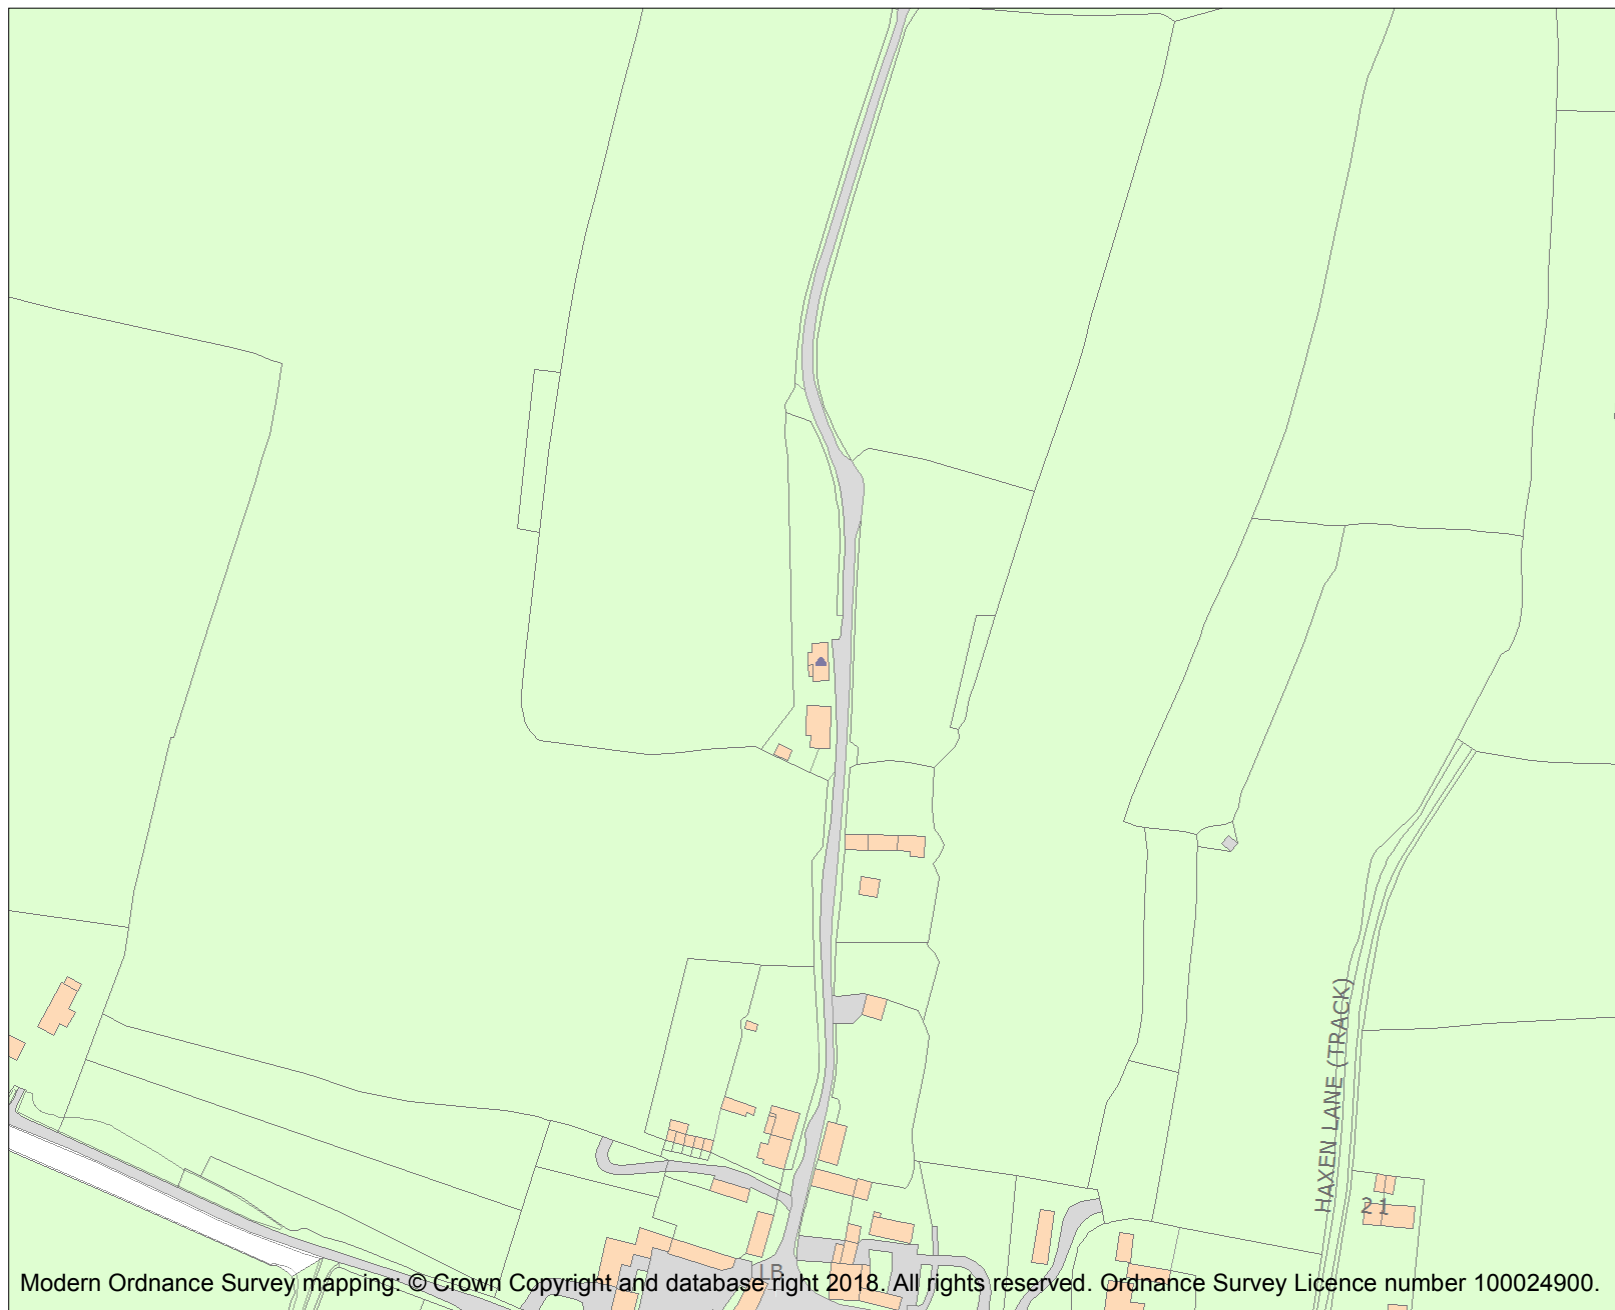 HAXEN LANE (TRACK)
21
LB
Modern Ordnance Survey mapping: © Crown Copyright and database right 2018. All rights reserved. Ordnance Survey Licence number 100024900.